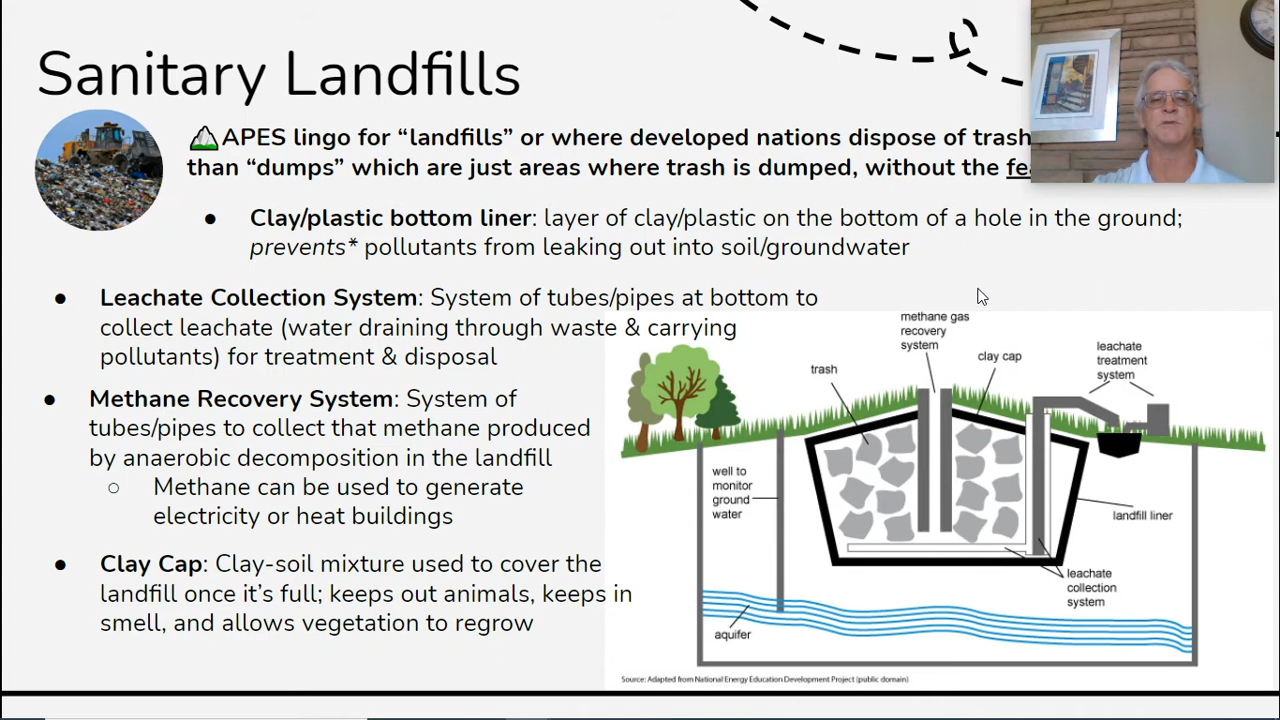 Sanitary Landfills
APES lingo for “landfills” or where developed nations dispose of trash
than “dumps” which are just areas where trash is dumped, without the
● Clay/plastic bottom liner: layer of clay/plastic on the bottom of a hole in the ground;
prevents* pollutants from leaking out into soil/groundwater
● Leachate Collection System: System of tubes/pipes at bottom to
collect leachate (water draining through waste & carrying
pollutants) for treatment & disposal
● Methane Recovery System: System of
tubes/pipes to collect that methane produced
by anaerobic decomposition in the landfill
○ Methane can be used to generate
electricity or heat buildings
● Clay Cap: Clay-soil mixture used to cover the
landfill once it’s full; keeps out animals, keeps in
smell, and allows vegetation to regrow
methane gas
recovery
system
clay cap
leachate
treatment
system
trash
well to
monitor
ground
water
landfill liner
leachate
collection
system
aquifer
Source: Adapted from National Energy Education Development Project (public domain)